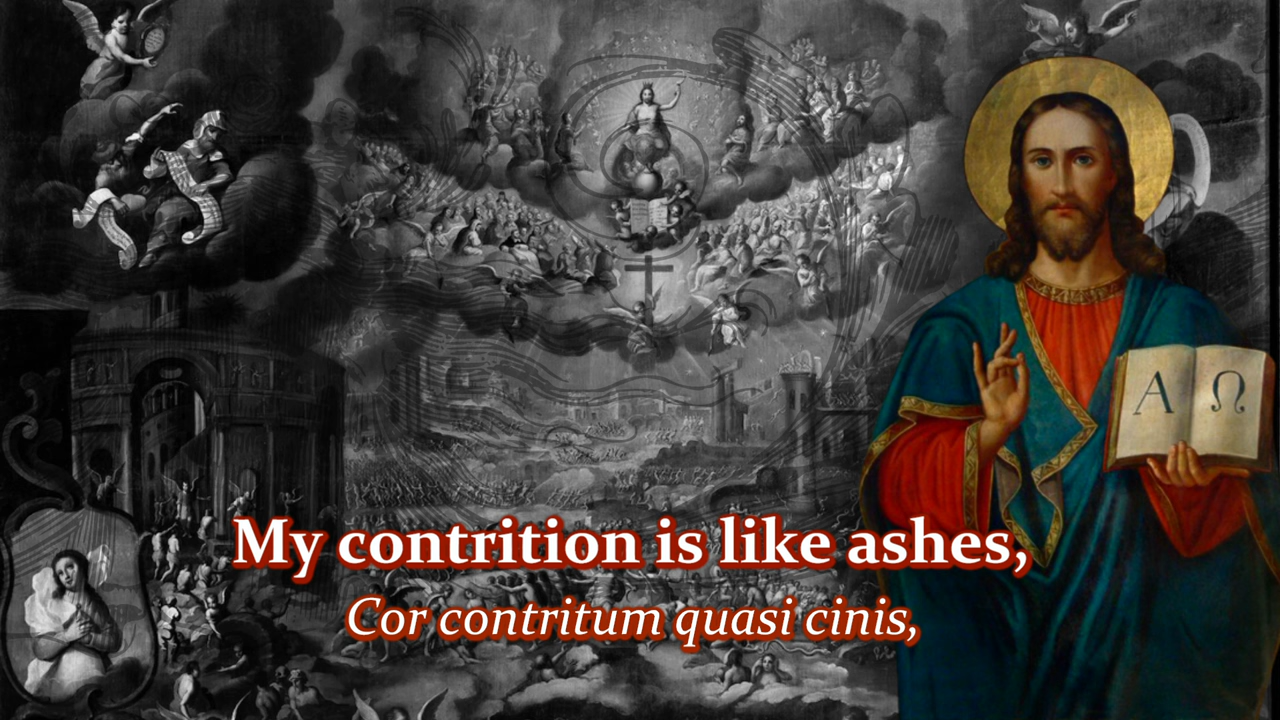 My contrition is like ashes,
Cor contritum quasi cinis,
Α Ω